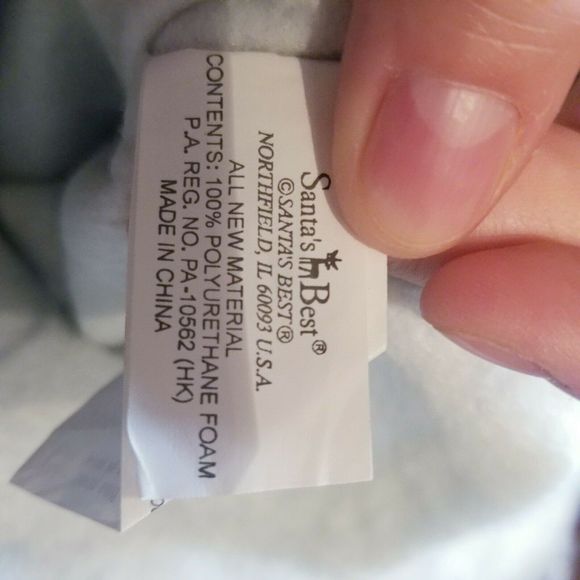 Santa's Best®
©SANTA'S BEST®
NORTHFIELD, IL 60093 U.S.A.
ALL NEW MATERIAL
CONTENTS: 100% POLYURETHANE FOAM
P.A. REG. NO. PA-10562 (HK)
MADE IN CHINA